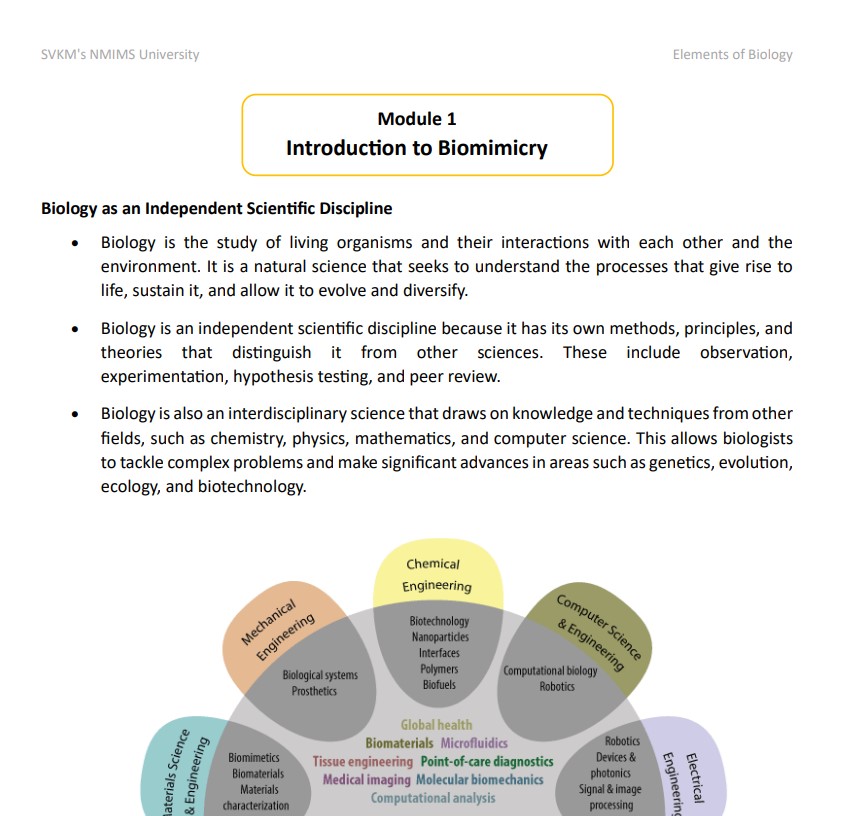 SVKM's NMIMS University
Elements of Biology
Module 1
Introduction to Biomimicry
Biology as an Independent Scientific Discipline
• Biology is the study of living organisms and their interactions with each other and the
environment. It is a natural science that seeks to understand the processes that give rise to
life, sustain it, and allow it to evolve and diversify.
• Biology is an independent scientific discipline because it has its own methods, principles, and
theories that distinguish it from other sciences. These include observation,
experimentation, hypothesis testing, and peer review.
• Biology is also an interdisciplinary science that draws on knowledge and techniques from other
fields, such as chemistry, physics, mathematics, and computer science. This allows biologists
to tackle complex problems and make significant advances in areas such as genetics, evolution,
ecology, and biotechnology.
Chemical
Engineering
Biotechnology
Nanoparticles
Interfaces
Polymers
Biofuels
Mechanical
Engineering
Biological systems
Prosthetics
Computer Science
& Engineering
Computational biology
Robotics
Global health
Biomaterials Microfluidics
Tissue engineering Point-of-care diagnostics
Medical imaging Molecular biomechanics
Computational analysis
Science
& Engineering
Biomimetics
Biomaterials
Materials
characterization
Robotics
Devices &
photonics
Signal & image
processing
Electrical
Engineering